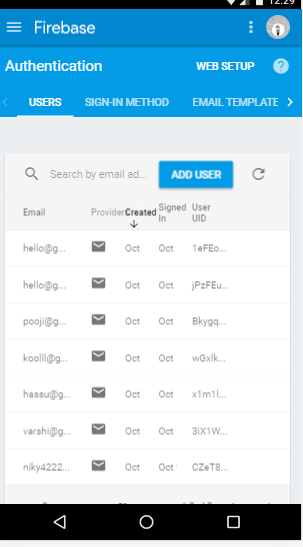 12:29
Firebase
Authentication WEB SETUP ?
USERS SIGN-IN METHOD EMAIL TEMPLATE
Search by email ad... ADD USER
Email Providers Created Signed In User UID
hello@g... Oct Oct 1eFEo...
hello@g... Oct Oct jPzFEu...
pooji@g... Oct Oct Bkygq...
koolll@g... Oct Oct wGxlk...
hassu@g... Oct Oct x1m1l...
varshi@g... Oct Oct 3iX1W...
niky4222... Oct Oct CZeT8...